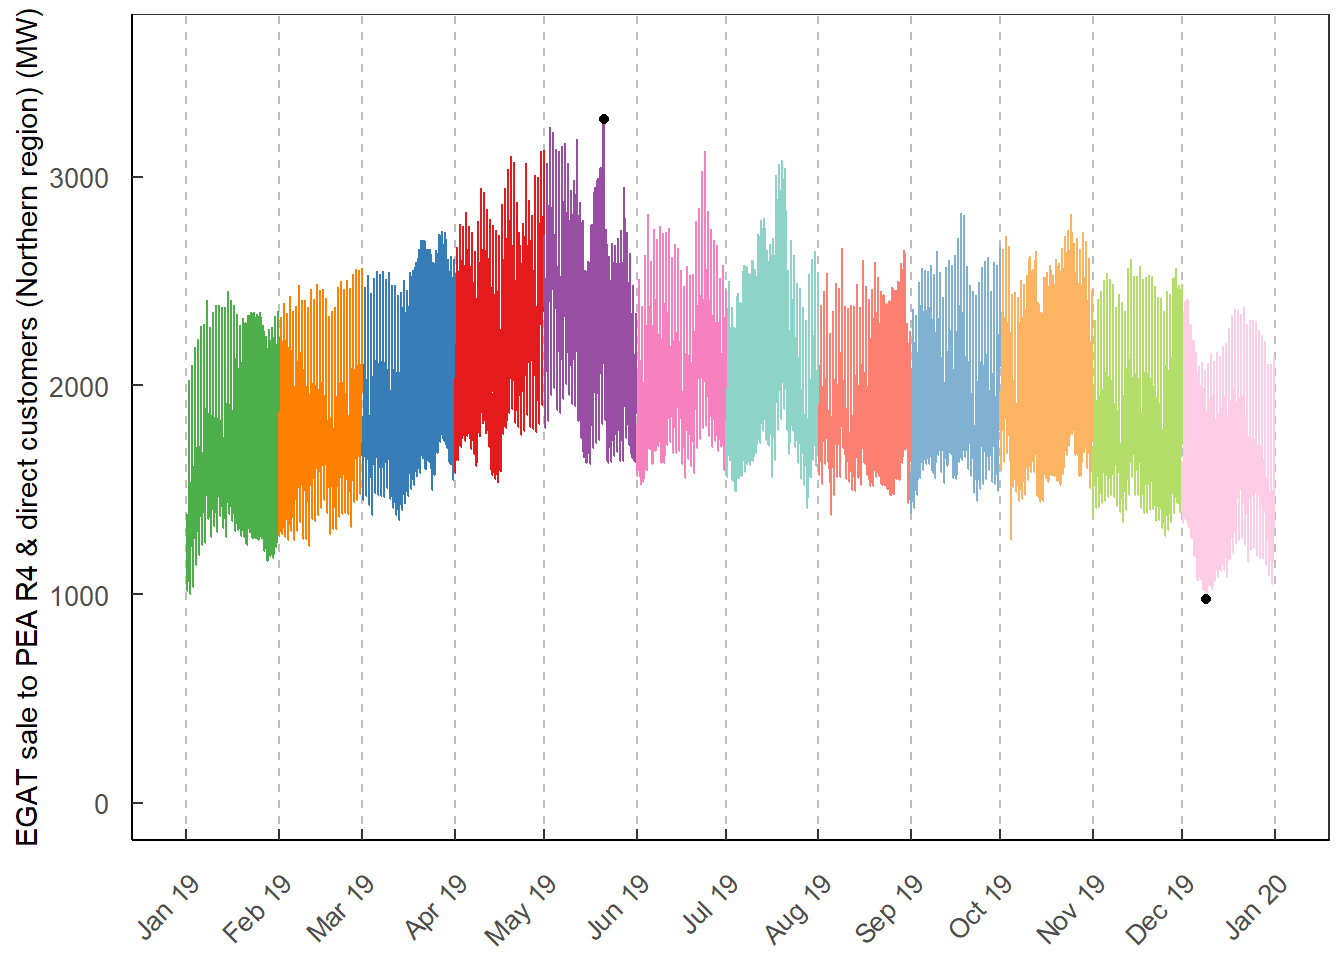 EGAT sale to PEA R4 & direct customers (Northern region) (MW)
3000
2000
1000
0
Jan 19
Feb 19
Mar 19
Apr 19
May 19
Jun 19
Jul 19
Aug 19
Sep 19
Oct 19
Nov 19
Dec 19
Jan 20